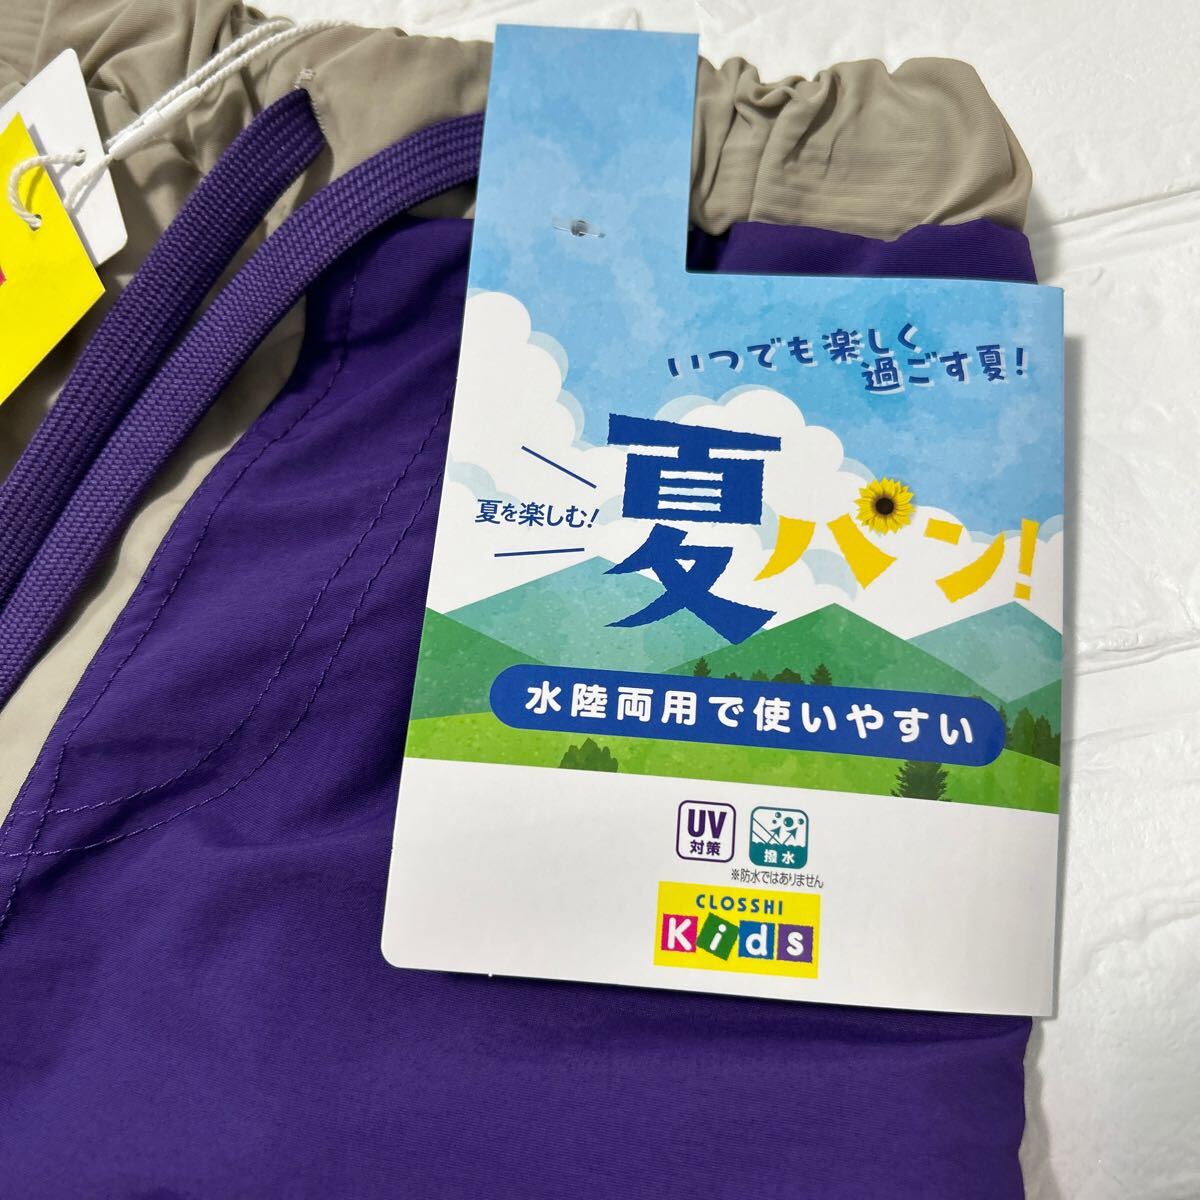 いつでも楽しく
過ごす夏!
夏を楽しむ!
夏パン!
水陸両用で使いやすい
UV
対策
撥水
※防水ではありません
CLOSSHI
Kids